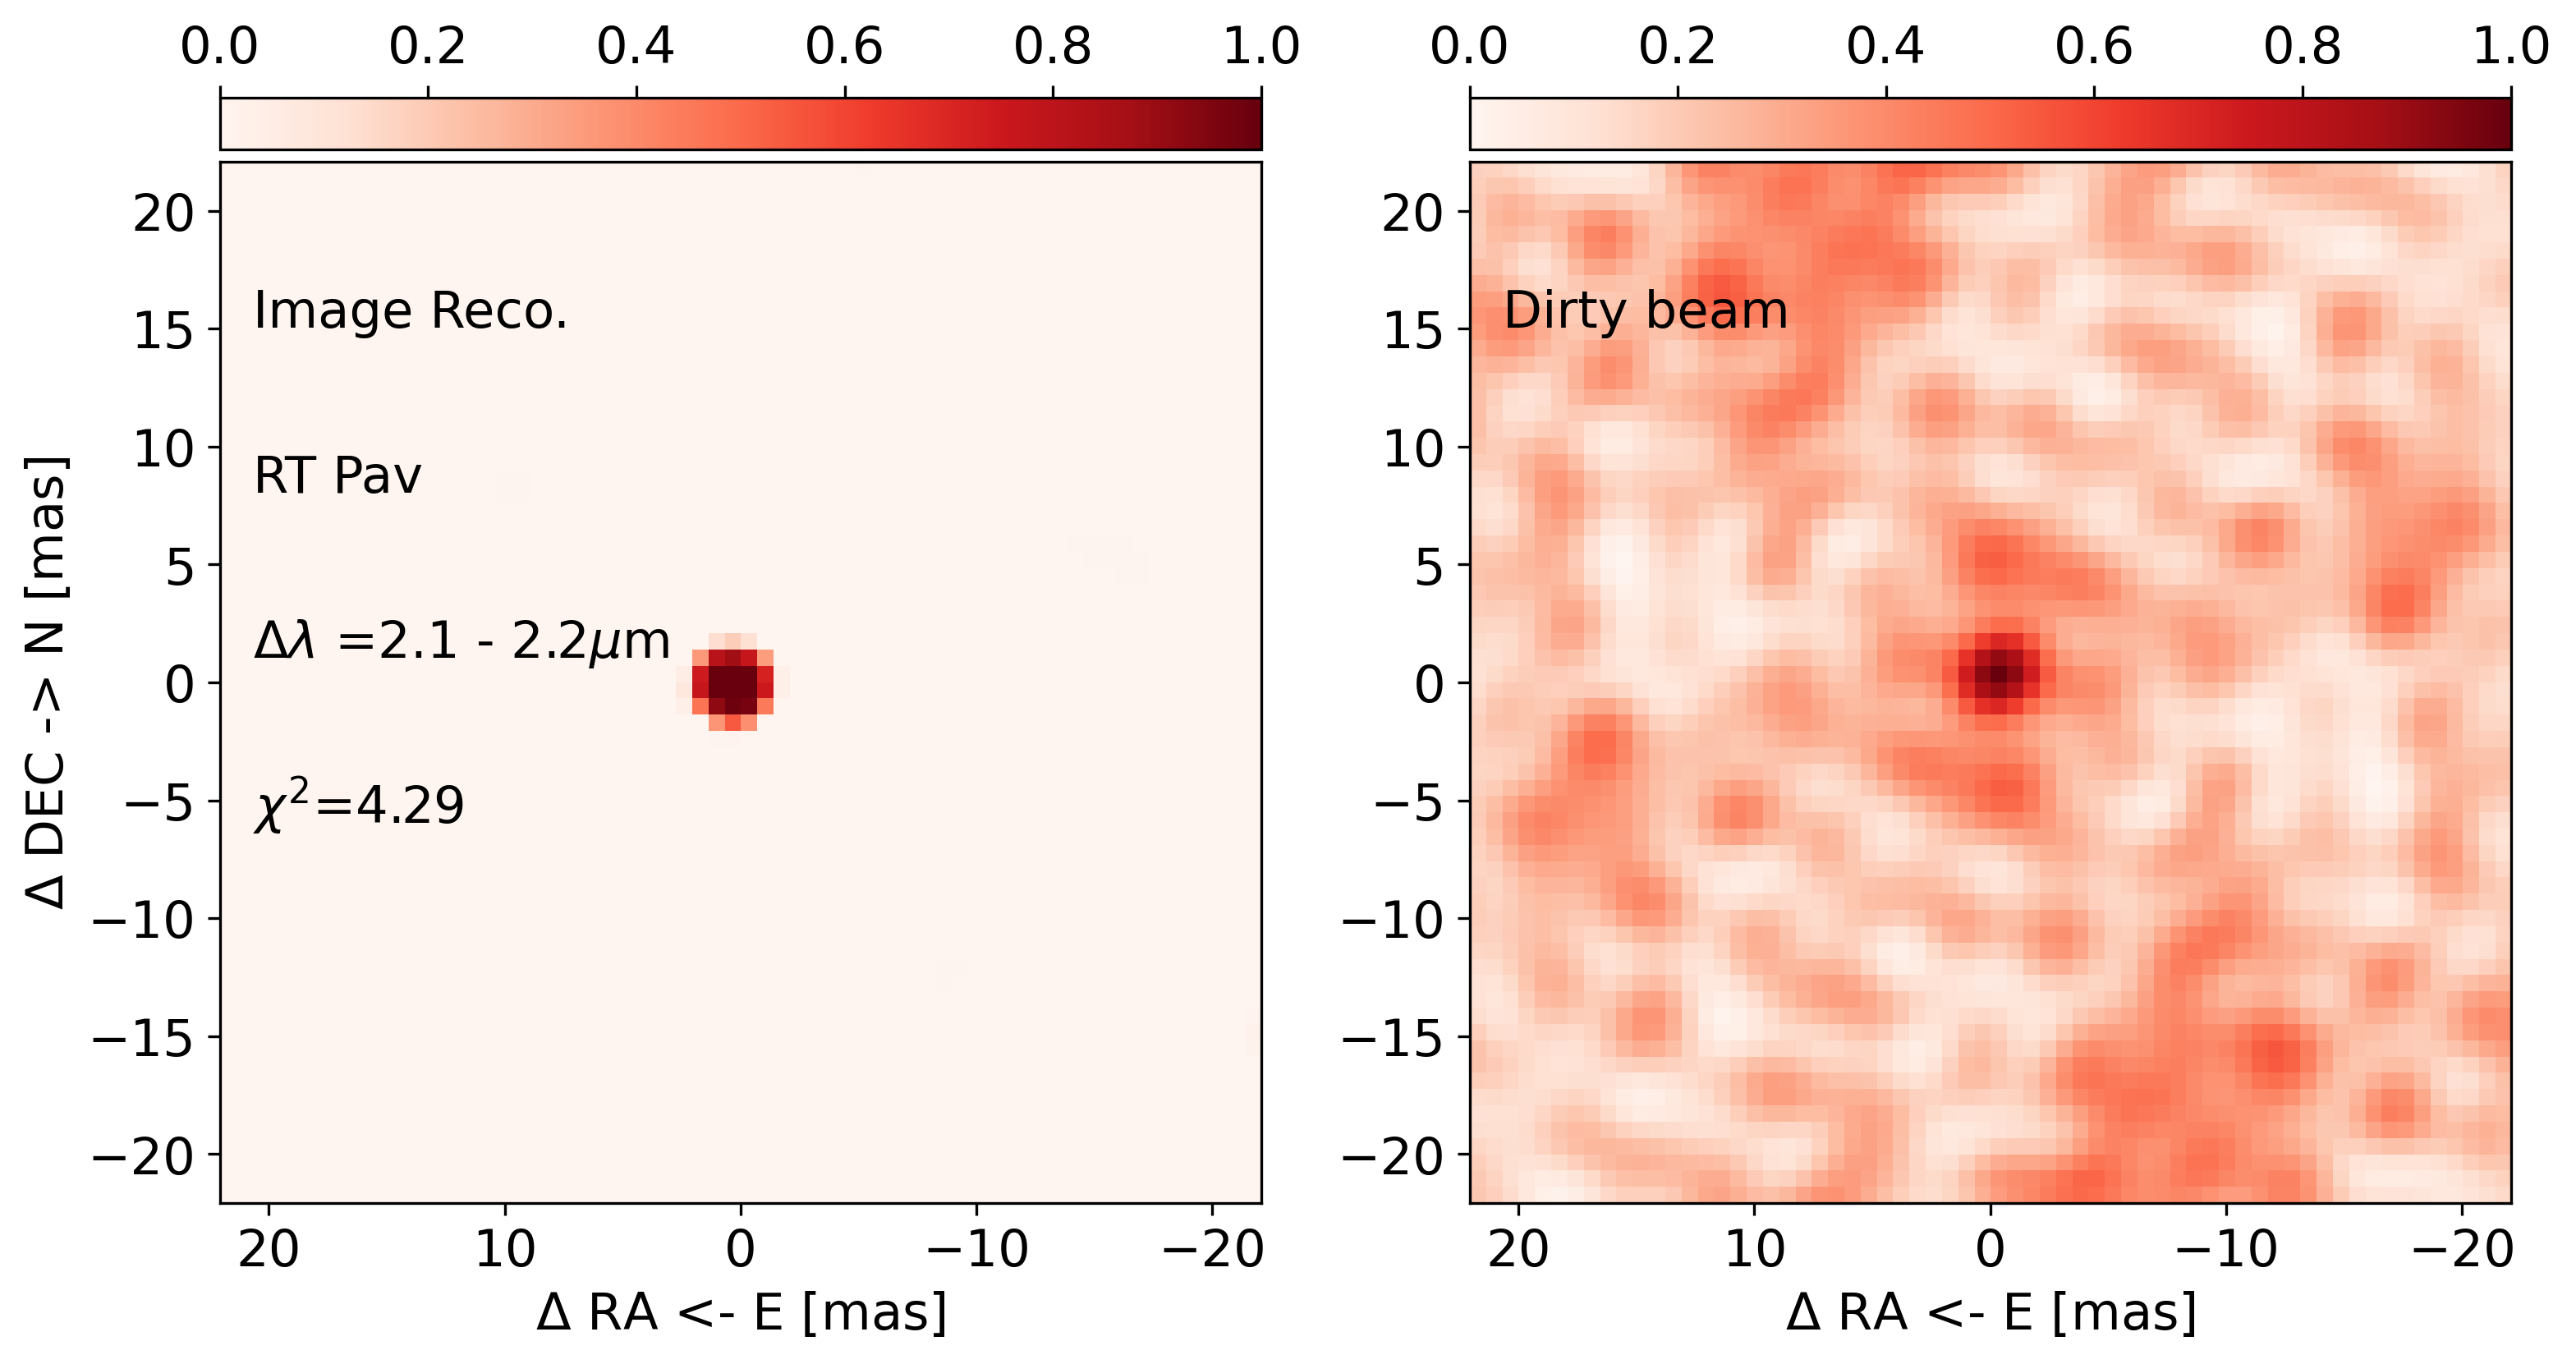 0.0 0.2 0.4 0.6 0.8 1.0
0.0 0.2 0.4 0.6 0.8 1.0
20
15
10
5
0
−5
−10
−15
−20
Δ DEC -> N [mas]
Image Reco.
RT Pav
Δλ =2.1 - 2.2μm
χ²=4.29
20 10 0 −10 −20
Δ RA <- E [mas]
20
15
10
5
0
−5
−10
−15
−20
Dirty beam
20 10 0 −10 −20
Δ RA <- E [mas]